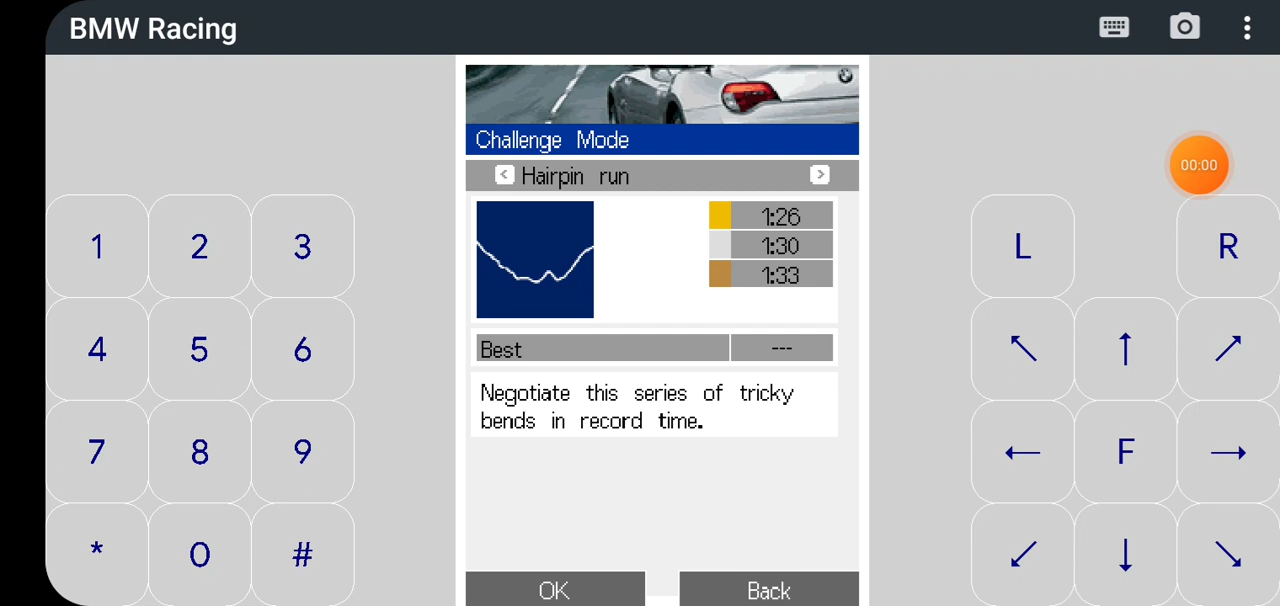 BMW Racing
Challenge Mode
00:00
< Hairpin run >
1:26
1:30
1:33
Best ---
Negotiate this series of tricky
bends in record time.
OK Back
1 2 3
4 5 6
7 8 9
* 0 #
L R
↖ ↑ ↗
← F →
↙ ↓ ↘